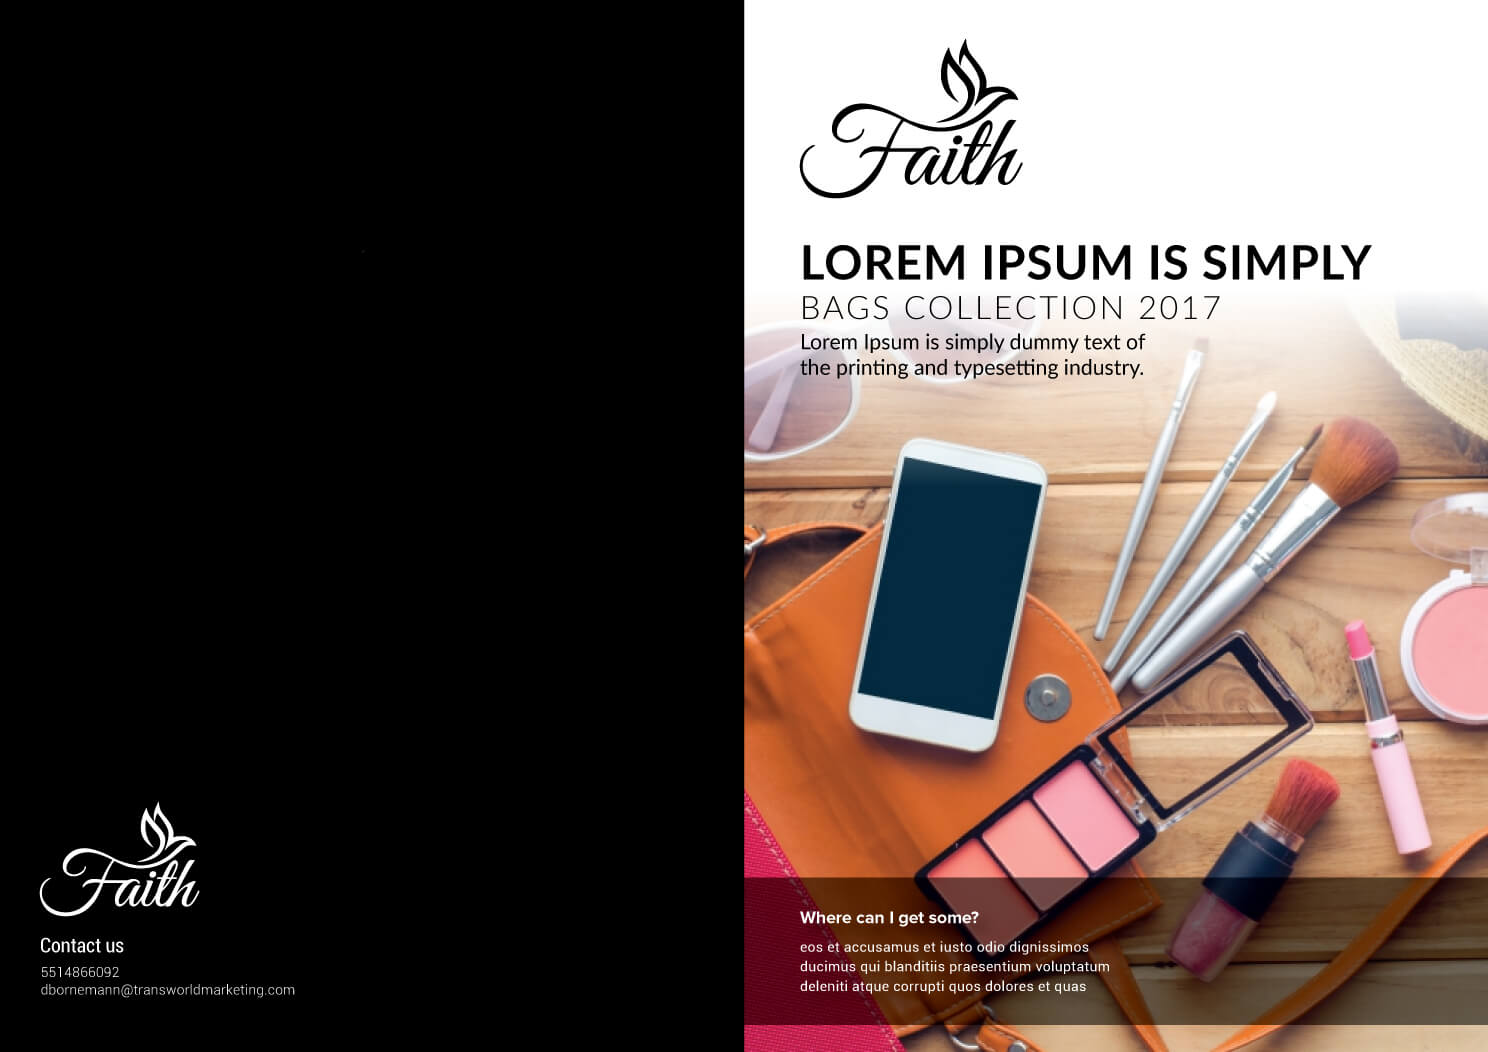 Faith
Contact us
5514866092
dbornemann@transworldmarketing.com
Faith
LOREM IPSUM IS SIMPLY
BAGS COLLECTION 2017
Lorem Ipsum is simply dummy text of
the printing and typesetting industry.
Where can I get some?
eos et accusamus et iusto odio dignissimos
ducimus qui blanditiis praesentium voluptatum
deleniti atque corrupti quos dolores et quas